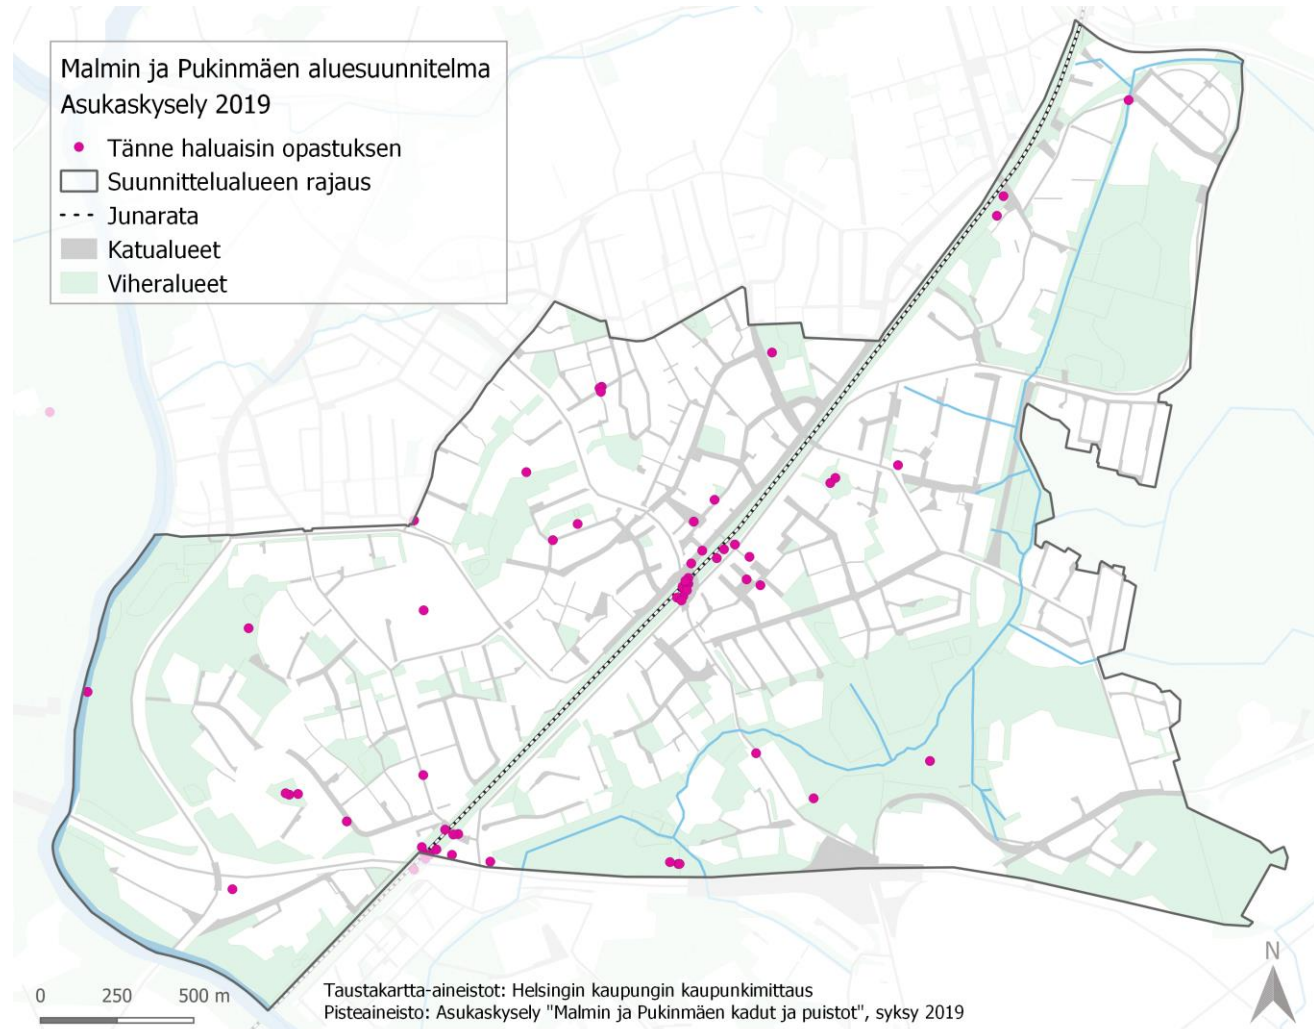 Malmin ja Pukinmäen aluesuunnitelma
Asukaskysely 2019
Tänne haluaisin opastuksen
Suunnittelualueen rajaus
Junarata
Katualueet
Viheralueet
N
0 250 500 m
Taustakartta-aineistot: Helsingin kaupungin kaupunkimittaus
Pisteaineisto: Asukaskysely "Malmin ja Pukinmäen kadut ja puistot", syksy 2019